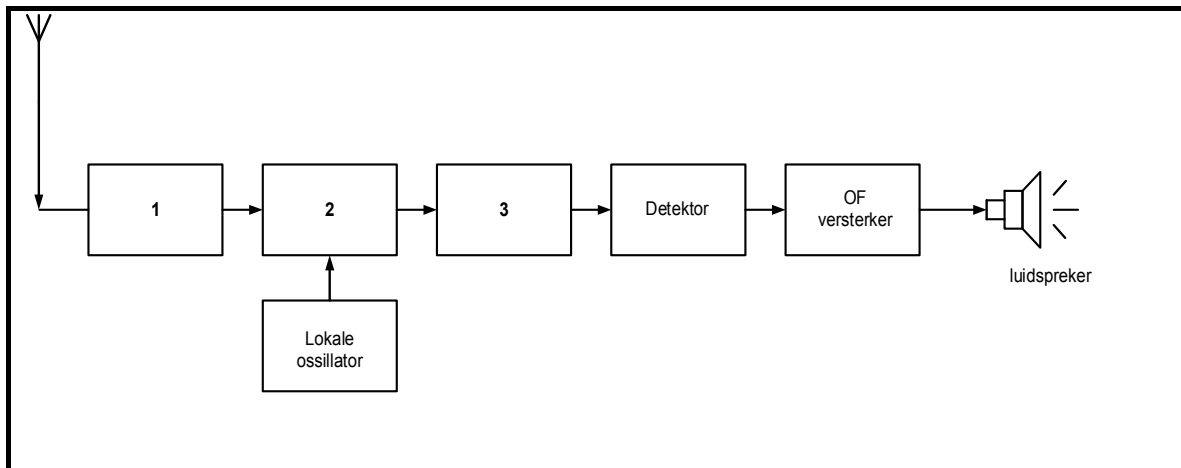 1
2
3
Detektor
OF
versterker
luidspreker
Lokale
ossillator